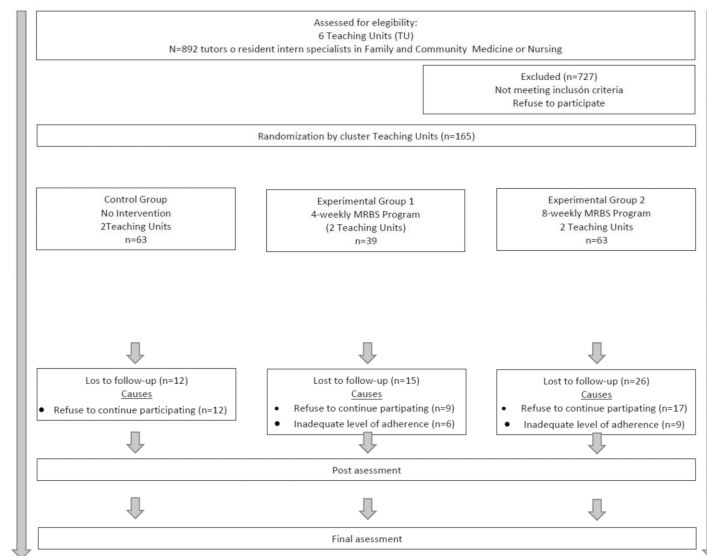 Assessed for elegibility:
6 Teaching Units (TU)
N=892 tutors o resident intern specialists in Family and Community Medicine or Nursing
Excluded (n=727)
Not meeting inclusón criteria
Refuse to participate
Randomization by cluster Teaching Units (n=165)
Control Group
No Intervention
2Teaching Units
n=63
Experimental Group 1
4-weekly MRBS Program
(2 Teaching Units)
n=39
Experimental Group 2
8-weekly MRBS Program
2 Teaching Units
n=63
Los to follow-up (n=12)
Causes
● Refuse to continue participating (n=12)
Lost to follow-up (n=15)
Causes
• Refuse to continue partipating (n=9)
● Inadequate level of adherence (n=6)
Lost to follow-up (n=26)
Causes
• Refuse to continue partipating (n=17)
● Inadequate level of adherence (n=9)
Post asessment
Final asessment